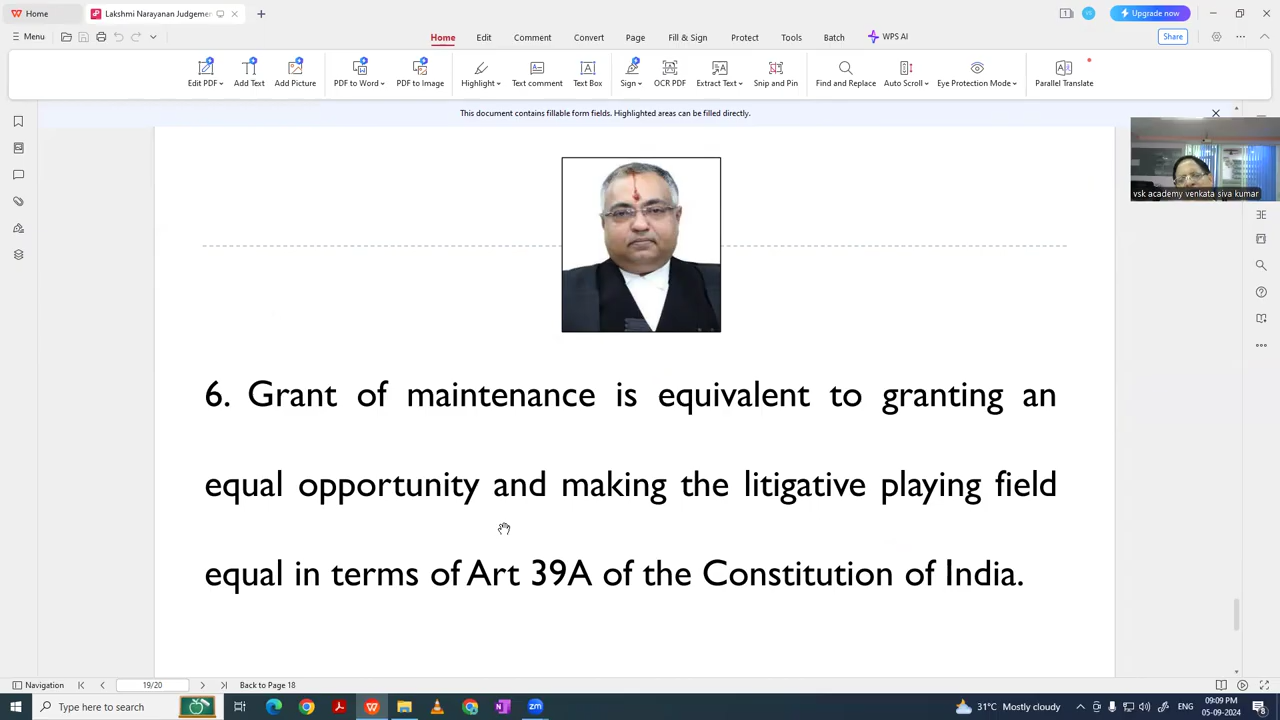 Home
Lakshmi Narayanan Judgemen
Upgrade now
Menu
Home Edit Comment Convert Page Fill & Sign Protect Tools Batch WPS AI
Share
Edit PDF Add Text Add Picture PDF to Word PDF to Image Highlight Text comment Text Box Sign OCR PDF Extract Text Snip and Pin Find and Replace Auto Scroll Eye Protection Mode Parallel Translate
This document contains fillable form fields. Highlighted areas can be filled directly.
vsk academy venkata siva kumar
6. Grant of maintenance is equivalent to granting an
equal opportunity and making the litigative playing field
equal in terms of Art 39A of the Constitution of India.
Navigation 19/20 Back to Page 18
Type here to search
31°C Mostly cloudy
ENG
09:09 PM
05-09-2024
8